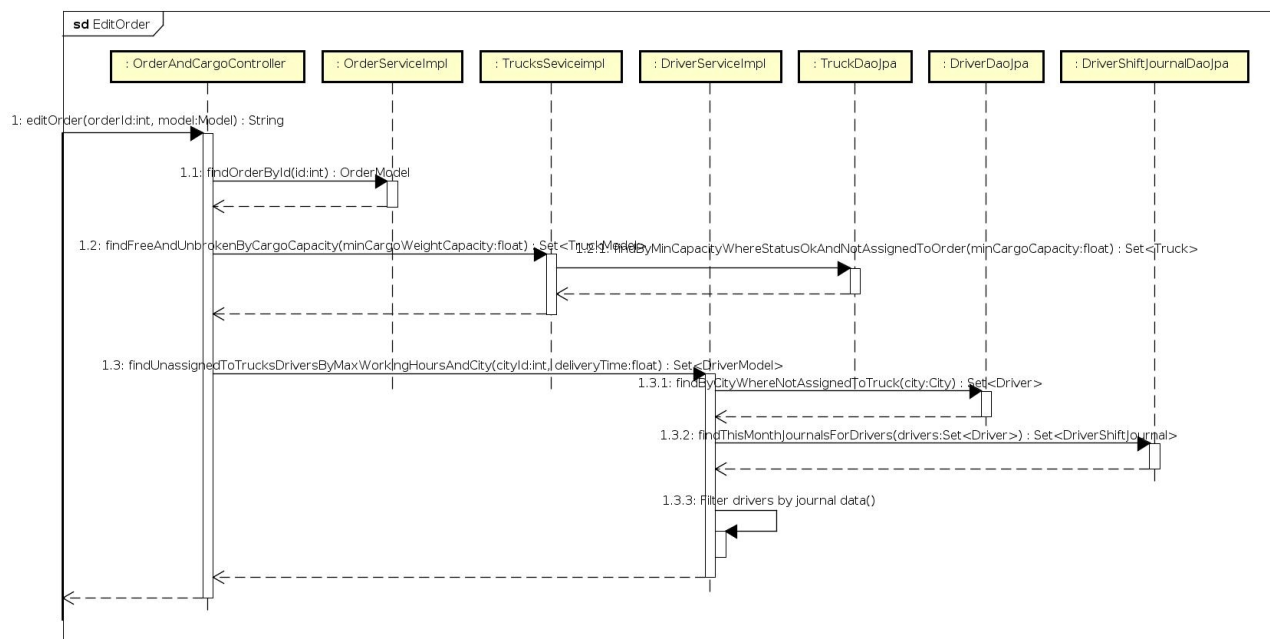 sd EditOrder
: OrderAndCargoController
: OrderServiceImpl
: TrucksSeviceimpl
: DriverServiceImpl
: TruckDaoJpa
: DriverDaoJpa
: DriverShiftJournalDaoJpa
1: editOrder(orderId:int, model:Model) : String
1.1: findOrderById(id:int) : OrderModel
1.2: findFreeAndUnbrokenByCargoCapacity(minCargoWeightCapacity:float) : Set<TruckModel>
1.2.1: findByMinCapacityWhereStatusOkAndNotAssignedToOrder(minCargoCapacity:float) : Set<Truck>
1.3: findUnassignedToTrucksDriversByMaxWorkingHoursAndCity(cityId:int, deliveryTime:float) : Set<DriverModel>
1.3.1: findByCityWhereNotAssignedToTruck(city:City) : Set<Driver>
1.3.2: findThisMonthJournalsForDrivers(drivers:Set<Driver>) : Set<DriverShiftJournal>
1.3.3: Filter drivers by journal data()